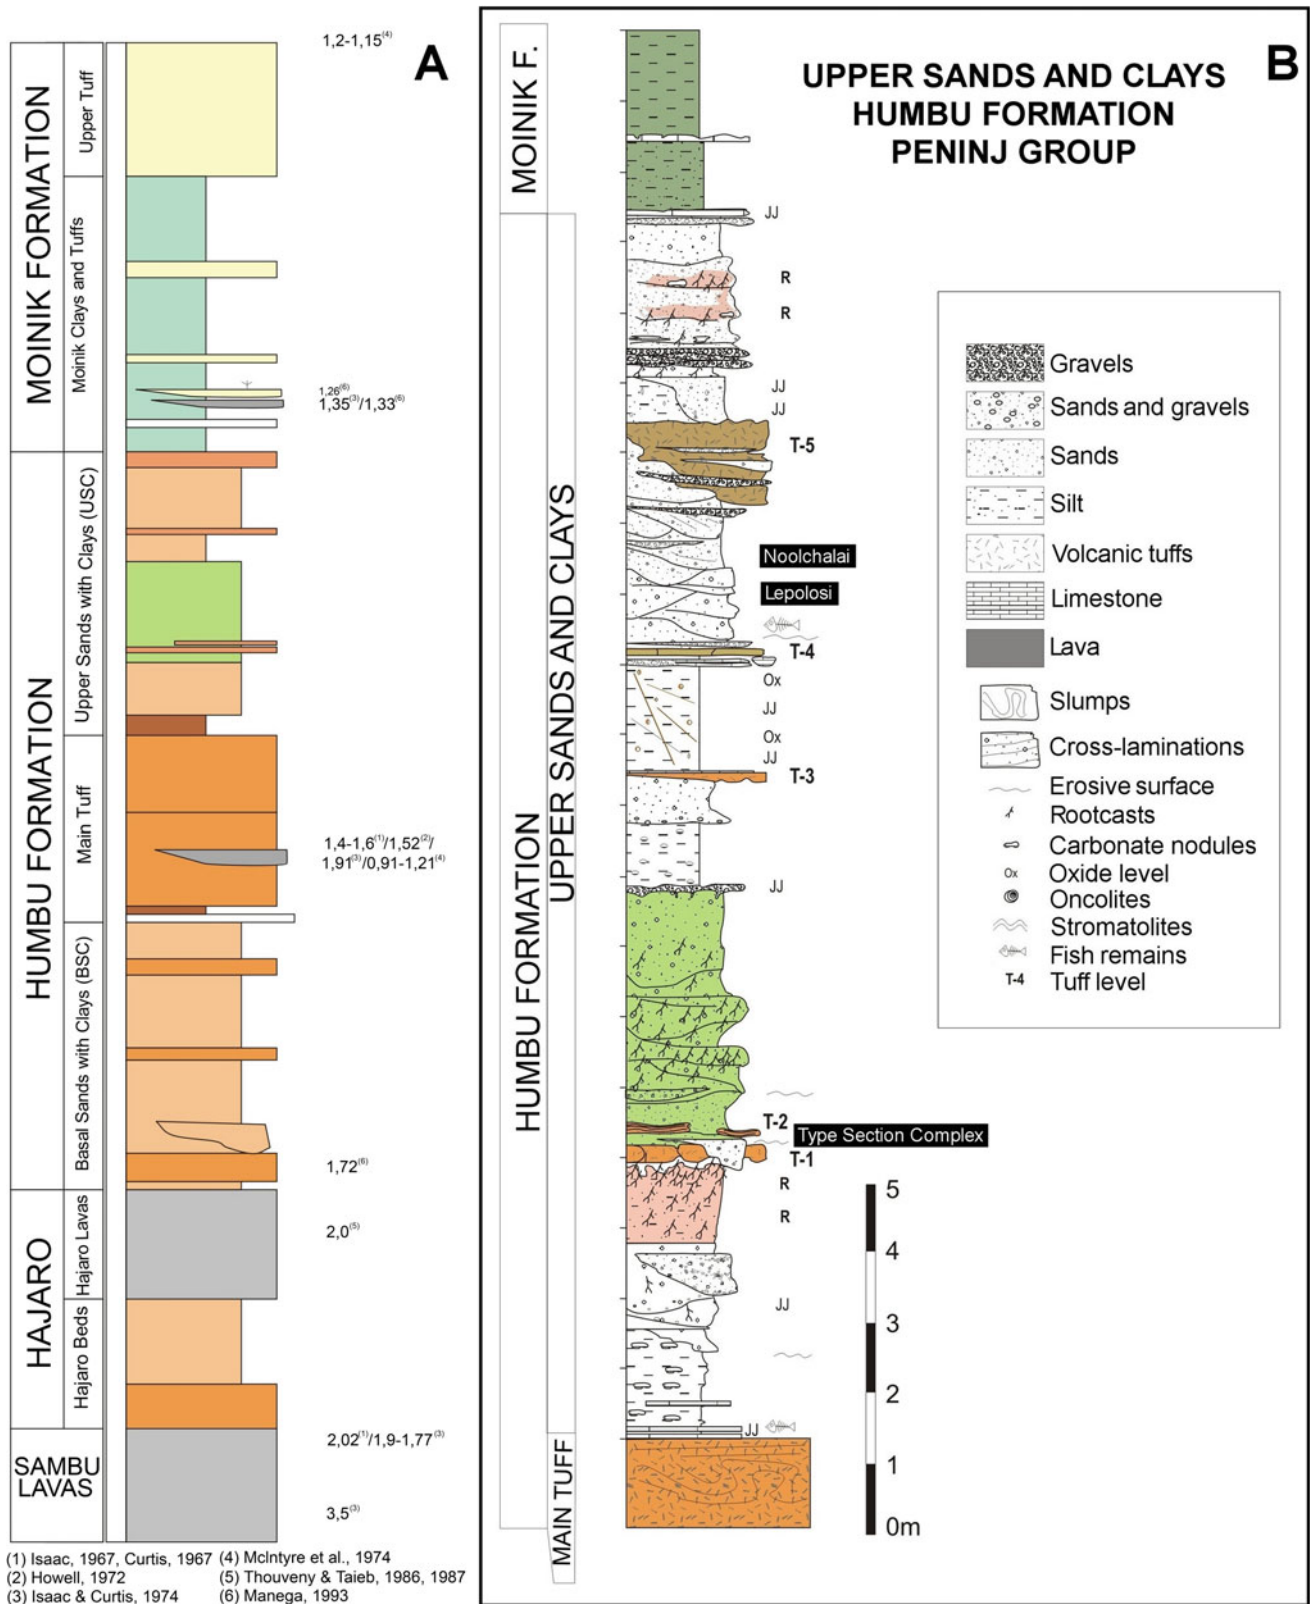 A
MOINIK FORMATION
Upper Tuff
Moinik Clays and Tuffs
HUMBU FORMATION
Upper Sands with Clays (USC)
Main Tuff
Basal Sands with Clays (BSC)
HAJARO
Hajaro Lavas
Hajaro Beds
SAMBU
LAVAS
1,2-1,15(4)
1,26(6)
1,35(3)/1,33(6)
1,4-1,6(1)/1,52(2)/
1,91(3)/0,91-1,21(4)
1,72(6)
2,0(5)
2,02(1)/1,9-1,77(3)
3,5(3)
(1) Isaac, 1967, Curtis, 1967
(2) Howell, 1972
(3) Isaac & Curtis, 1974
(4) McIntyre et al., 1974
(5) Thouveny & Taieb, 1986, 1987
(6) Manega, 1993
B
UPPER SANDS AND CLAYS
HUMBU FORMATION
PENINJ GROUP
MOINIK F.
HUMBU FORMATION
UPPER SANDS AND CLAYS
MAIN TUFF
JJ
R
R
JJ
JJ
T-5
Noolchalai
Lepolosi
T-4
Ox
JJ
Ox
JJ
T-3
JJ
T-2
Type Section Complex
T-1
R
R
JJ
JJ
Gravels
Sands and gravels
Sands
Silt
Volcanic tuffs
Limestone
Lava
Slumps
Cross-laminations
Erosive surface
Rootcasts
Carbonate nodules
Ox Oxide level
Oncolites
Stromatolites
Fish remains
T-4 Tuff level
5
4
3
2
1
0m